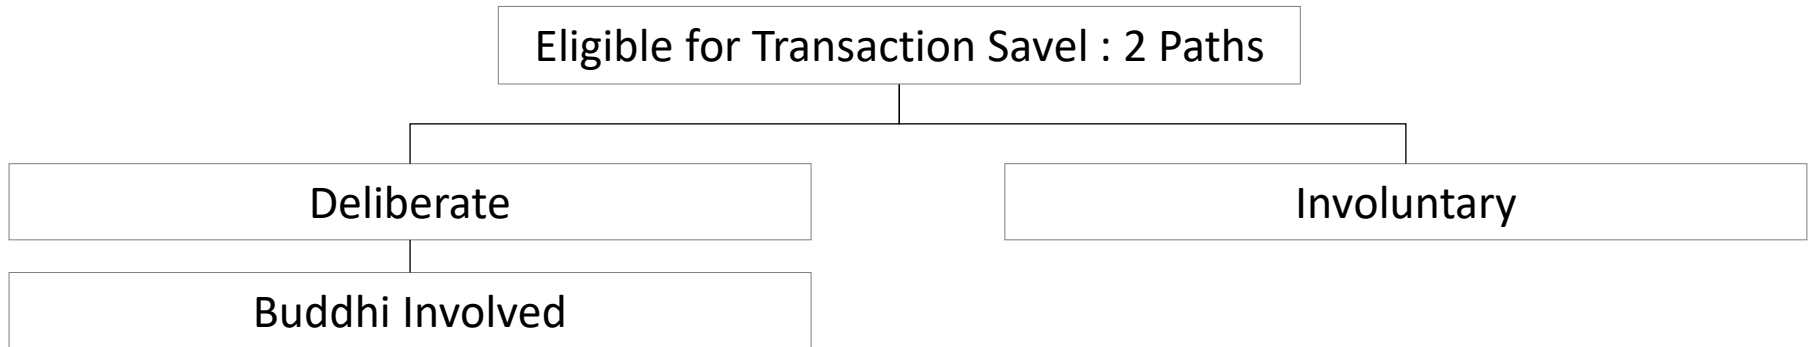 Eligible for Transaction Savel : 2 Paths
Deliberate
Involuntary
Buddhi Involved